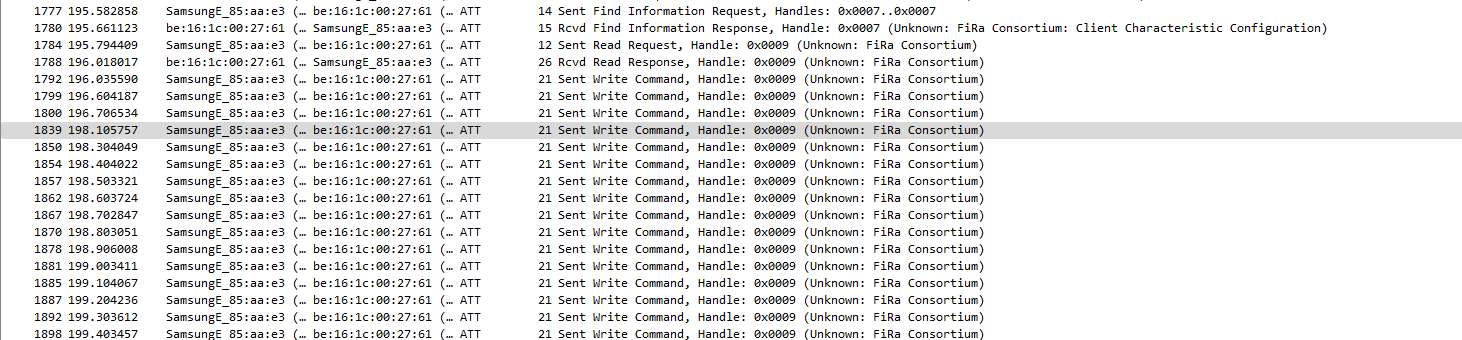 1777 195.582858 SamsungE_85:aa:e3 (… be:16:1c:00:27:61 (… ATT 14 Sent Find Information Request, Handles: 0x0007..0x0007
1780 195.661123 be:16:1c:00:27:61 (… SamsungE_85:aa:e3 (… ATT 15 Rcvd Find Information Response, Handle: 0x0007 (Unknown: FiRa Consortium: Client Characteristic Configuration)
1784 195.794409 SamsungE_85:aa:e3 (… be:16:1c:00:27:61 (… ATT 12 Sent Read Request, Handle: 0x0009 (Unknown: FiRa Consortium)
1788 196.018017 be:16:1c:00:27:61 (… SamsungE_85:aa:e3 (… ATT 26 Rcvd Read Response, Handle: 0x0009 (Unknown: FiRa Consortium)
1792 196.035590 SamsungE_85:aa:e3 (… be:16:1c:00:27:61 (… ATT 21 Sent Write Command, Handle: 0x0009 (Unknown: FiRa Consortium)
1799 196.604187 SamsungE_85:aa:e3 (… be:16:1c:00:27:61 (… ATT 21 Sent Write Command, Handle: 0x0009 (Unknown: FiRa Consortium)
1800 196.706534 SamsungE_85:aa:e3 (… be:16:1c:00:27:61 (… ATT 21 Sent Write Command, Handle: 0x0009 (Unknown: FiRa Consortium)
1839 198.105757 SamsungE_85:aa:e3 (… be:16:1c:00:27:61 (… ATT 21 Sent Write Command, Handle: 0x0009 (Unknown: FiRa Consortium)
1850 198.304049 SamsungE_85:aa:e3 (… be:16:1c:00:27:61 (… ATT 21 Sent Write Command, Handle: 0x0009 (Unknown: FiRa Consortium)
1854 198.404022 SamsungE_85:aa:e3 (… be:16:1c:00:27:61 (… ATT 21 Sent Write Command, Handle: 0x0009 (Unknown: FiRa Consortium)
1857 198.503321 SamsungE_85:aa:e3 (… be:16:1c:00:27:61 (… ATT 21 Sent Write Command, Handle: 0x0009 (Unknown: FiRa Consortium)
1862 198.603724 SamsungE_85:aa:e3 (… be:16:1c:00:27:61 (… ATT 21 Sent Write Command, Handle: 0x0009 (Unknown: FiRa Consortium)
1867 198.702847 SamsungE_85:aa:e3 (… be:16:1c:00:27:61 (… ATT 21 Sent Write Command, Handle: 0x0009 (Unknown: FiRa Consortium)
1870 198.803051 SamsungE_85:aa:e3 (… be:16:1c:00:27:61 (… ATT 21 Sent Write Command, Handle: 0x0009 (Unknown: FiRa Consortium)
1878 198.906008 SamsungE_85:aa:e3 (… be:16:1c:00:27:61 (… ATT 21 Sent Write Command, Handle: 0x0009 (Unknown: FiRa Consortium)
1881 199.003411 SamsungE_85:aa:e3 (… be:16:1c:00:27:61 (… ATT 21 Sent Write Command, Handle: 0x0009 (Unknown: FiRa Consortium)
1885 199.104067 SamsungE_85:aa:e3 (… be:16:1c:00:27:61 (… ATT 21 Sent Write Command, Handle: 0x0009 (Unknown: FiRa Consortium)
1887 199.204236 SamsungE_85:aa:e3 (… be:16:1c:00:27:61 (… ATT 21 Sent Write Command, Handle: 0x0009 (Unknown: FiRa Consortium)
1892 199.303612 SamsungE_85:aa:e3 (… be:16:1c:00:27:61 (… ATT 21 Sent Write Command, Handle: 0x0009 (Unknown: FiRa Consortium)
1898 199.403457 SamsungE_85:aa:e3 (… be:16:1c:00:27:61 (… ATT 21 Sent Write Command, Handle: 0x0009 (Unknown: FiRa Consortium)